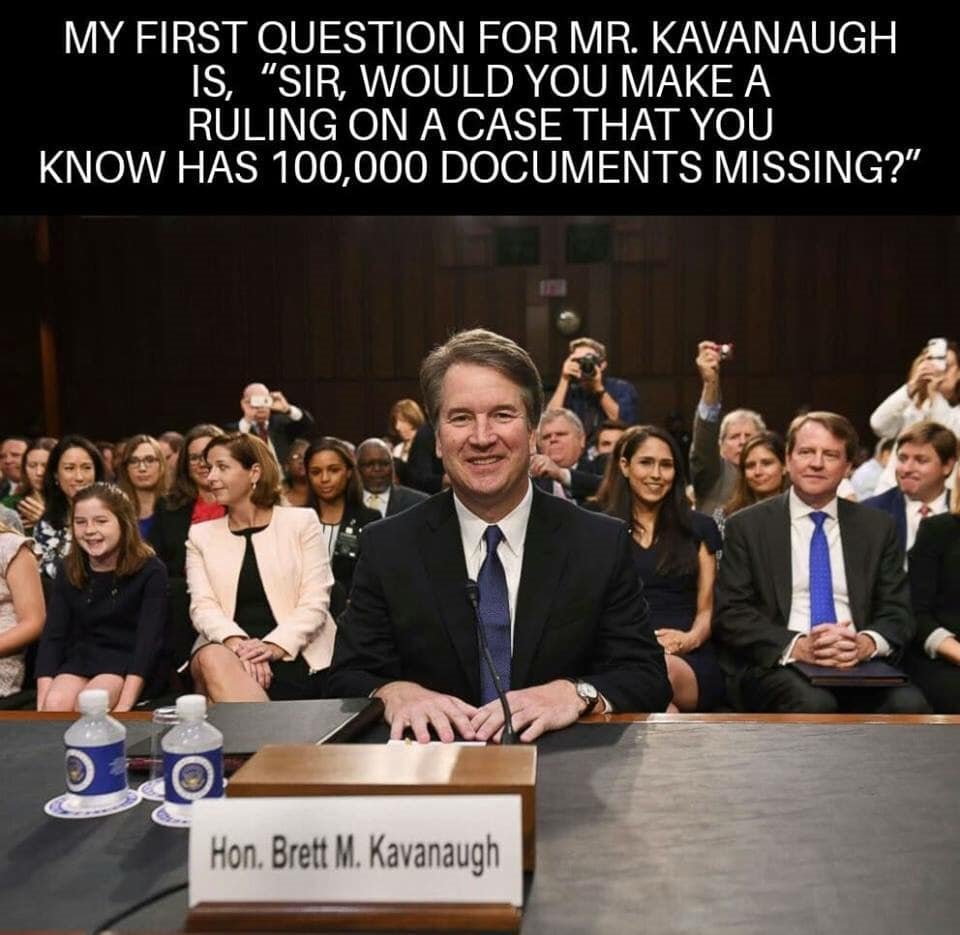 MY FIRST QUESTION FOR MR. KAVANAUGH
IS, “SIR, WOULD YOU MAKE A
RULING ON A CASE THAT YOU
KNOW HAS 100,000 DOCUMENTS MISSING?”
Hon. Brett M. Kavanaugh